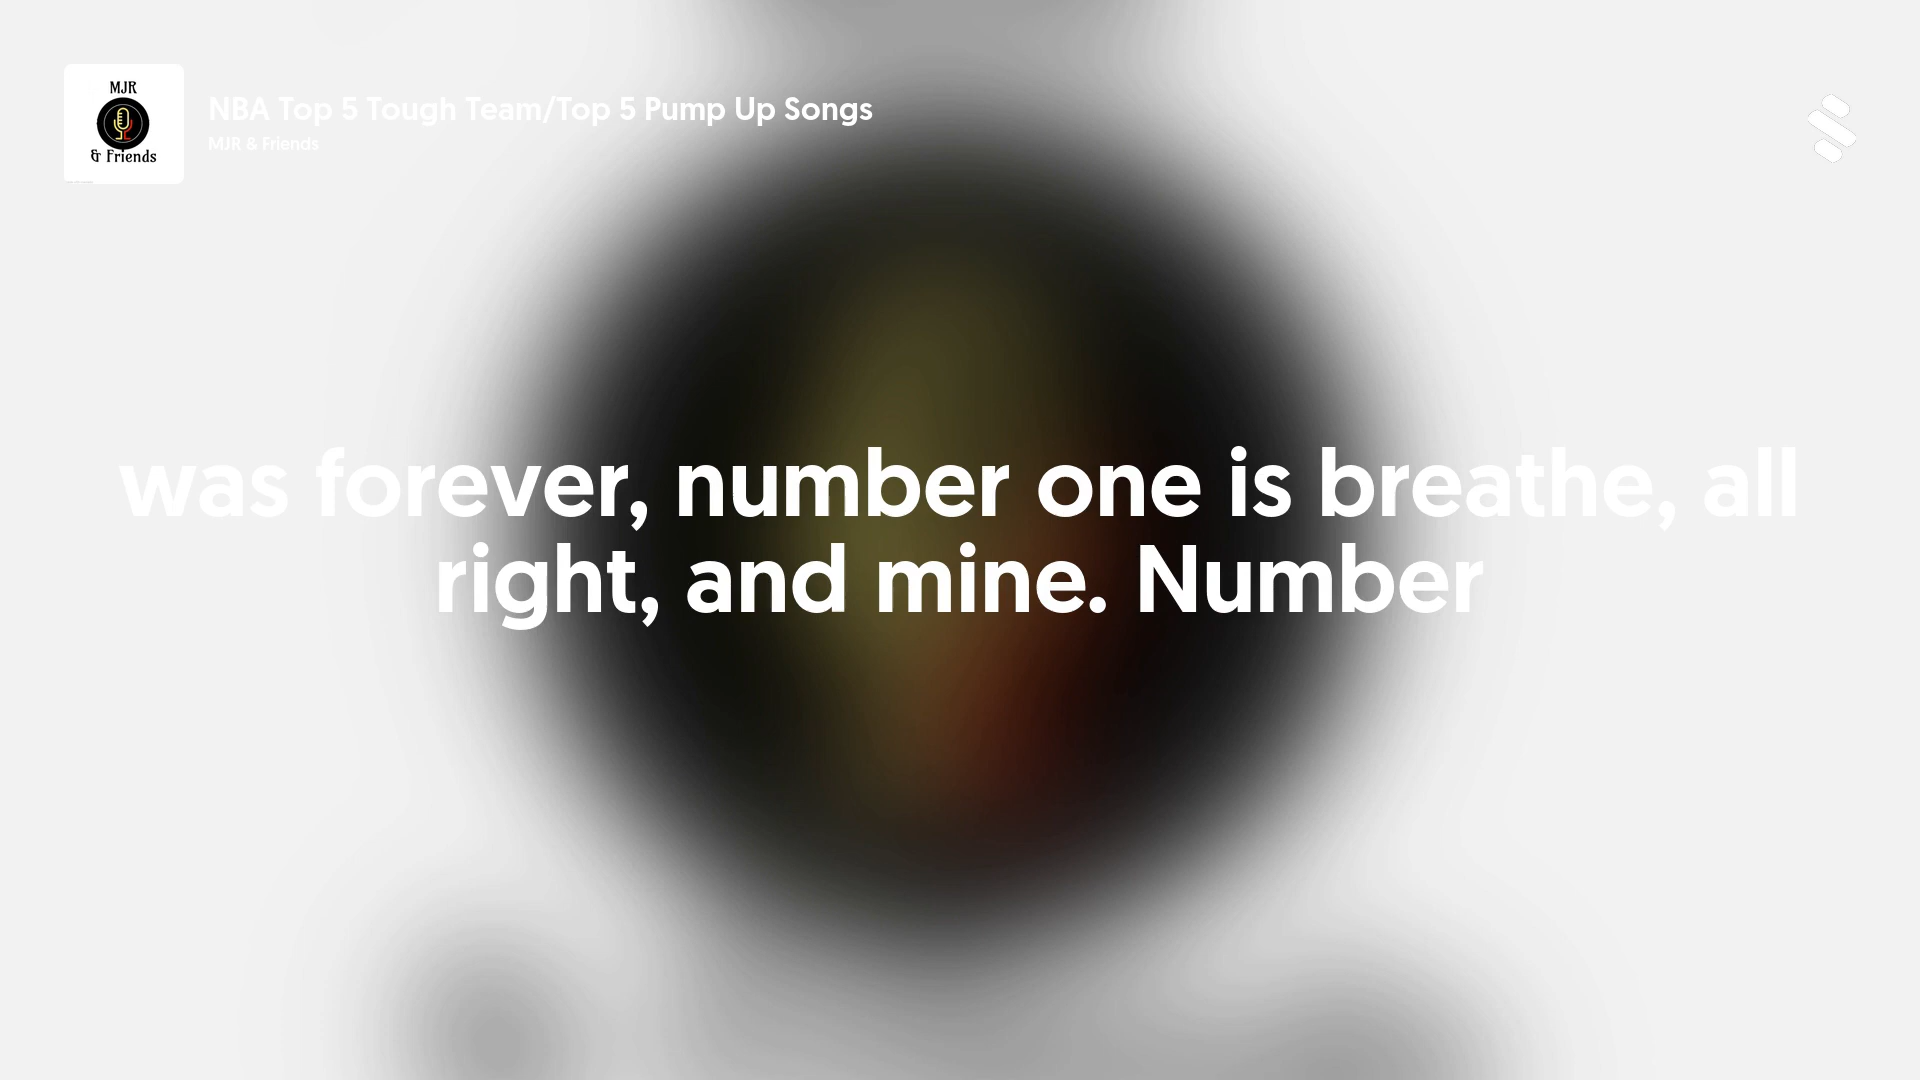 MJR
& Friends
NBA Top 5 Tough Team/Top 5 Pump Up Songs
MJR & Friends
was forever, number one is breathe, all
right, and mine. Number